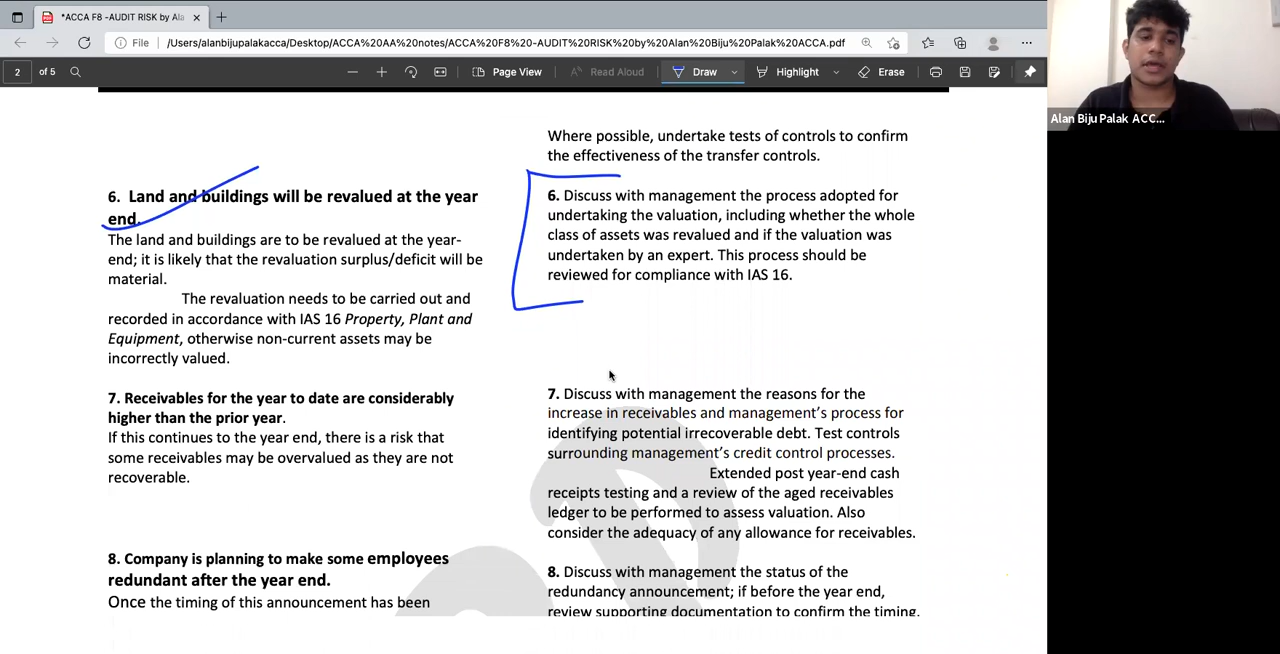 *ACCA F8 -AUDIT RISK by Ala
File
/Users/alanbijupalakacca/Desktop/ACCA%20AA%20notes/ACCA%20F8%20-AUDIT%20RISK%20by%20Alan%20Biju%20Palak%20ACCA.pdf
2 of 5
Page View
Read Aloud
Draw
Highlight
Erase
Alan Biju Palak ACC...
6. Land and buildings will be revalued at the year
end.
The land and buildings are to be revalued at the year-
end; it is likely that the revaluation surplus/deficit will be
material.
The revaluation needs to be carried out and
recorded in accordance with IAS 16 Property, Plant and
Equipment, otherwise non-current assets may be
incorrectly valued.
7. Receivables for the year to date are considerably
higher than the prior year.
If this continues to the year end, there is a risk that
some receivables may be overvalued as they are not
recoverable.
8. Company is planning to make some employees
redundant after the year end.
Once the timing of this announcement has been
Where possible, undertake tests of controls to confirm
the effectiveness of the transfer controls.
6. Discuss with management the process adopted for
undertaking the valuation, including whether the whole
class of assets was revalued and if the valuation was
undertaken by an expert. This process should be
reviewed for compliance with IAS 16.
7. Discuss with management the reasons for the
increase in receivables and management's process for
identifying potential irrecoverable debt. Test controls
surrounding management's credit control processes.
Extended post year-end cash
receipts testing and a review of the aged receivables
ledger to be performed to assess valuation. Also
consider the adequacy of any allowance for receivables.
8. Discuss with management the status of the
redundancy announcement; if before the year end,
review supporting documentation to confirm the timing.